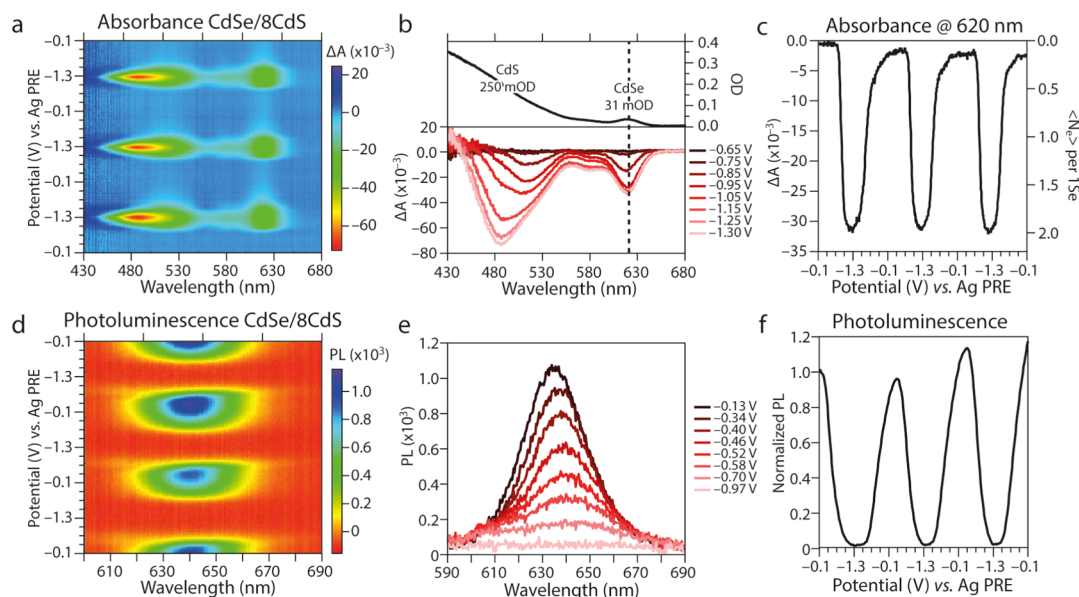 a
Absorbance CdSe/8CdS
ΔA (x10⁻³)
20
0
−20
−40
−60
−0.1
−1.3
−0.1
−1.3
−0.1
−1.3
−0.1
Potential (V) vs. Ag PRE
430 480 530 580 630 680
Wavelength (nm)
b
CdS
250 mOD
CdSe
31 mOD
0.4
0.3
0.2
0.1
0.0
OD
20
0.0
−20
−40
−60
−80
ΔA (x10⁻³)
−0.65 V
−0.75 V
−0.85 V
−0.95 V
−1.05 V
−1.15 V
−1.25 V
−1.30 V
430 480 530 580 630 680
Wavelength (nm)
c
Absorbance @ 620 nm
0.0
−5
−10
−15
−20
−25
−30
−35
ΔA (x10⁻³)
0.0
0.5
1.0
1.5
2.0
<Nₑ> per 1Se
−0.1 −1.3 −0.1 −1.3 −0.1 −1.3 −0.1
Potential (V) vs. Ag PRE
d
Photoluminescence CdSe/8CdS
PL (x10³)
1.0
0.8
0.6
0.4
0.2
0
−0.1
−1.3
−0.1
−1.3
−0.1
−1.3
−0.1
Potential (V) vs. Ag PRE
610 630 650 670 690
Wavelength (nm)
e
1.2
1.0
0.8
0.6
0.4
0.2
0
PL (x10³)
−0.13 V
−0.34 V
−0.40 V
−0.46 V
−0.52 V
−0.58 V
−0.70 V
−0.97 V
590 610 630 650 670 690
Wavelength (nm)
f
Photoluminescence
1.2
1.0
0.8
0.6
0.4
0.2
0
Normalized PL
−0.1 −1.3 −0.1 −1.3 −0.1 −1.3 −0.1
Potential (V) vs. Ag PRE